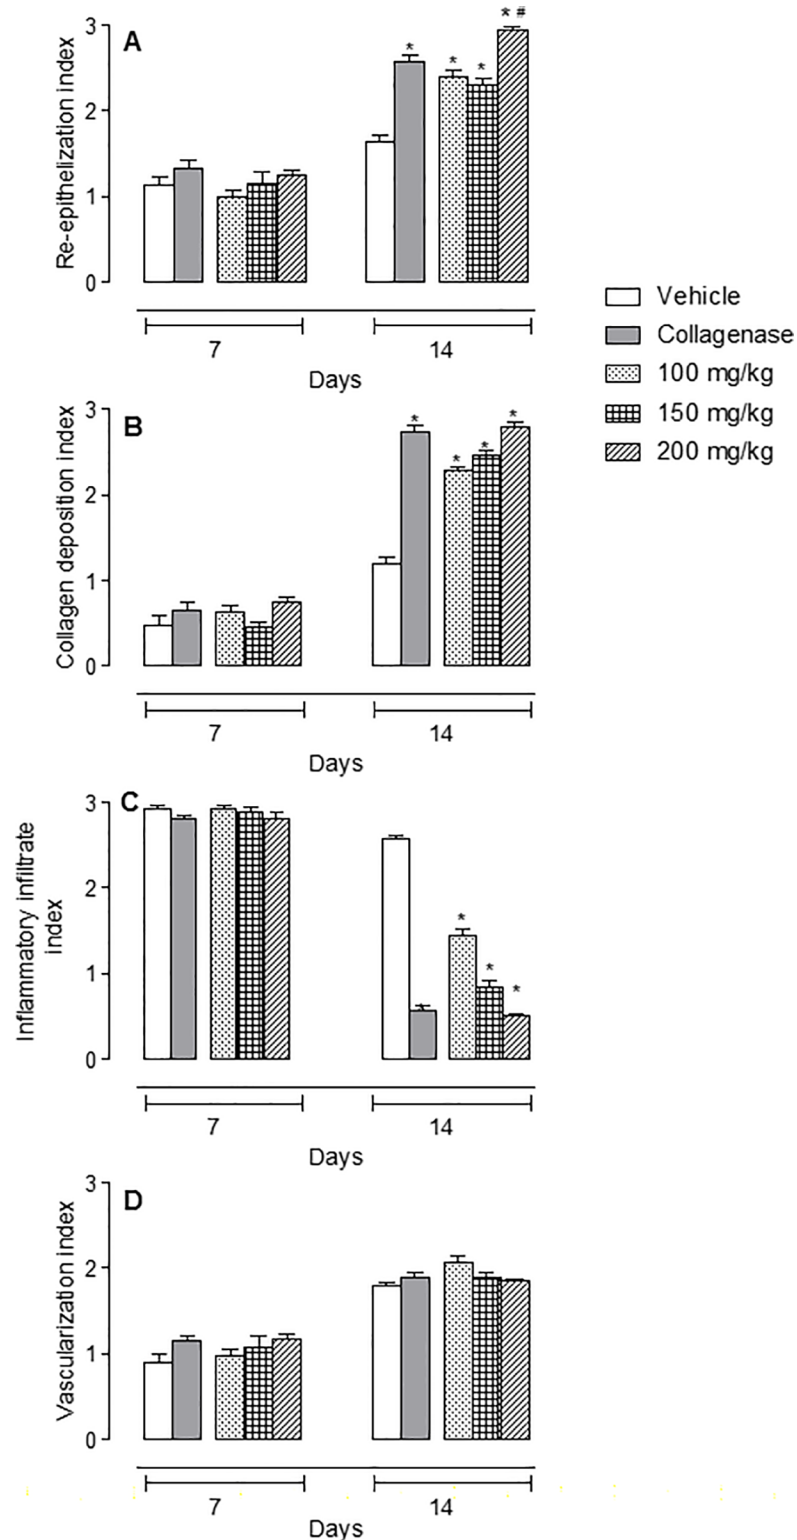 A
Re-epithelization index
3
2
1
0
* # 
*
*
*
7
14
Days
Vehicle
Collagenase
100 mg/kg
150 mg/kg
200 mg/kg
B
Collagen deposition index
3
2
1
0
*
*
*
*
7
14
Days
C
Inflammatory infiltrate
index
3
2
1
0
*
*
*
7
14
Days
D
Vascularization index
3
2
1
0
7
14
Days